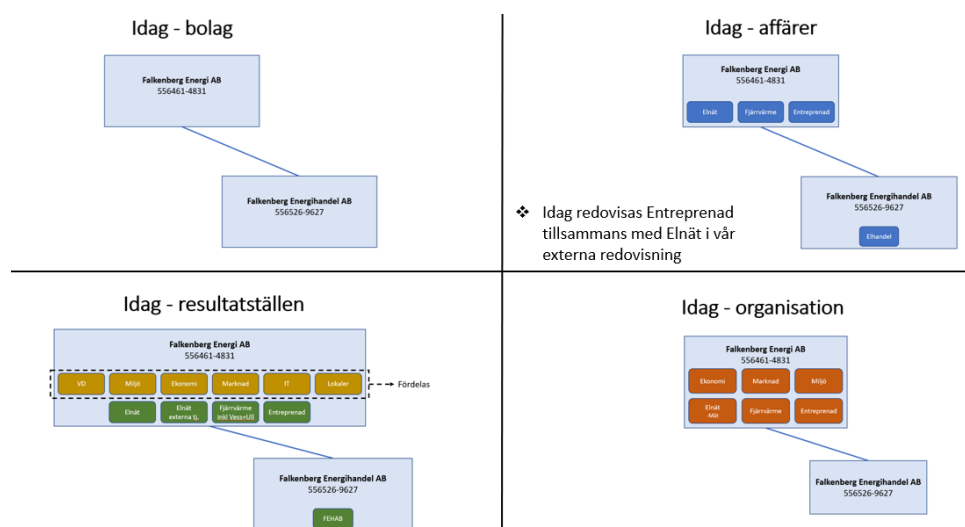 Idag - bolag
Falkenberg Energi AB
556461-4831
Falkenberg Energihandel AB
556526-9627
Idag - affärer
Falkenberg Energi AB
556461-4831
Elnät
Fjärrvärme
Entreprenad
Falkenberg Energihandel AB
556526-9627
Elhandel
❖ Idag redovisas Entreprenad
tillsammans med Elnät i vår
externa redovisning
Idag - resultatställen
Falkenberg Energi AB
556461-4831
VD
Miljö
Ekonomi
Marknad
IT
Lokaler
Fördelas
Elnät
Elnät
externa tj.
Fjärrvärme
inkl Vess+Ull
Entreprenad
Falkenberg Energihandel AB
556526-9627
FEHAB
Idag - organisation
Falkenberg Energi AB
556461-4831
Ekonomi
Marknad
Miljö
Elnät
-Mät
Fjärrvärme
Entreprenad
Falkenberg Energihandel AB
556526-9627